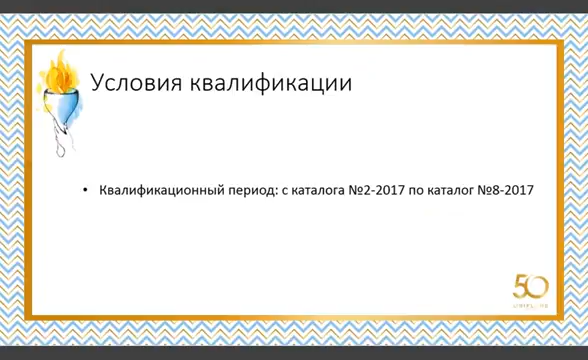 Условия квалификации
• Квалификационный период: с каталога №2-2017 по каталог №8-2017
50